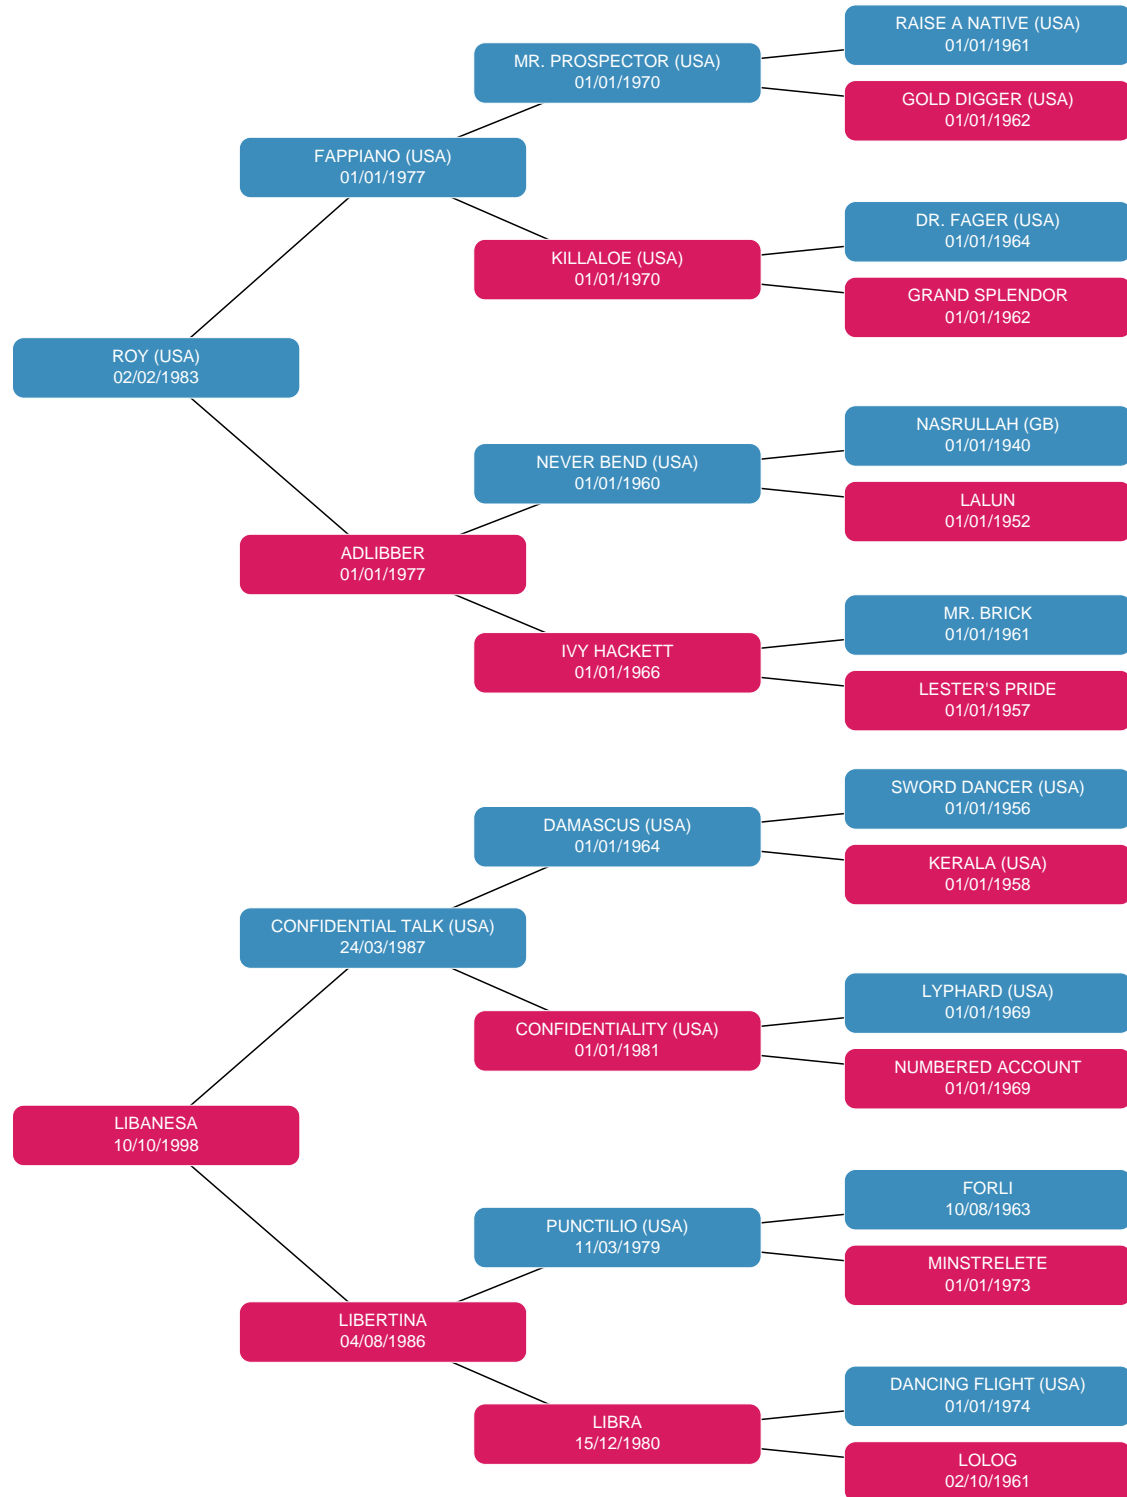 RAISE A NATIVE (USA)
01/01/1961
MR. PROSPECTOR (USA)
01/01/1970
GOLD DIGGER (USA)
01/01/1962
FAPPIANO (USA)
01/01/1977
DR. FAGER (USA)
01/01/1964
KILLALOE (USA)
01/01/1970
GRAND SPLENDOR
01/01/1962
ROY (USA)
02/02/1983
NASRULLAH (GB)
01/01/1940
NEVER BEND (USA)
01/01/1960
LALUN
01/01/1952
ADLIBBER
01/01/1977
MR. BRICK
01/01/1961
IVY HACKETT
01/01/1966
LESTER'S PRIDE
01/01/1957
SWORD DANCER (USA)
01/01/1956
DAMASCUS (USA)
01/01/1964
KERALA (USA)
01/01/1958
CONFIDENTIAL TALK (USA)
24/03/1987
LYPHARD (USA)
01/01/1969
CONFIDENTIALITY (USA)
01/01/1981
NUMBERED ACCOUNT
01/01/1969
LIBANESA
10/10/1998
FORLI
10/08/1963
PUNCTILIO (USA)
11/03/1979
MINSTRELETE
01/01/1973
LIBERTINA
04/08/1986
DANCING FLIGHT (USA)
01/01/1974
LIBRA
15/12/1980
LOLOG
02/10/1961